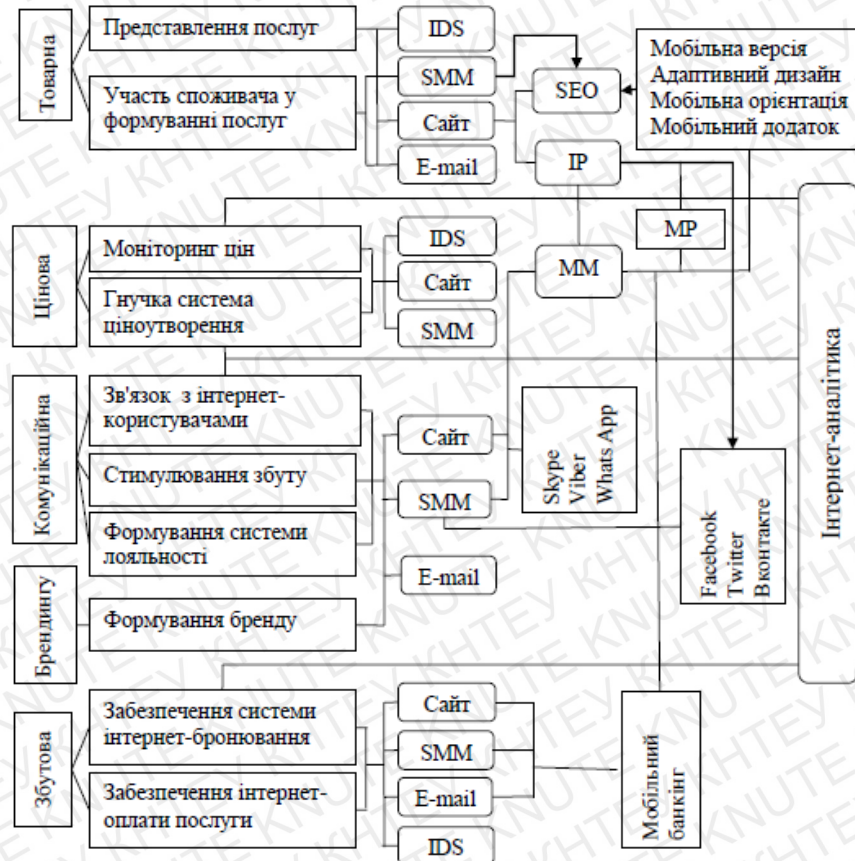 Товарна
Представлення послуг
Участь споживача у
формуванні послуг
IDS
SMM
Сайт
E-mail
SEO
IP
Мобільна версія
Адаптивний дизайн
Мобільна орієнтація
Мобільний додаток
MP
MM
Цінова
Моніторинг цін
Гнучка система
ціноутворення
IDS
Сайт
SMM
Комунікаційна
Зв'язок з інтернет-
користувачами
Стимулювання збуту
Формування системи
лояльності
Сайт
SMM
E-mail
Skype
Viber
Whats App
Facebook
Twitter
Вконтакте
Інтернет-аналітика
Брендингу
Формування бренду
Збутова
Забезпечення системи
інтернет-бронювання
Забезпечення інтернет-
оплати послуги
Сайт
SMM
E-mail
IDS
Мобільний
банкінг
КНТЕУ KNUTE